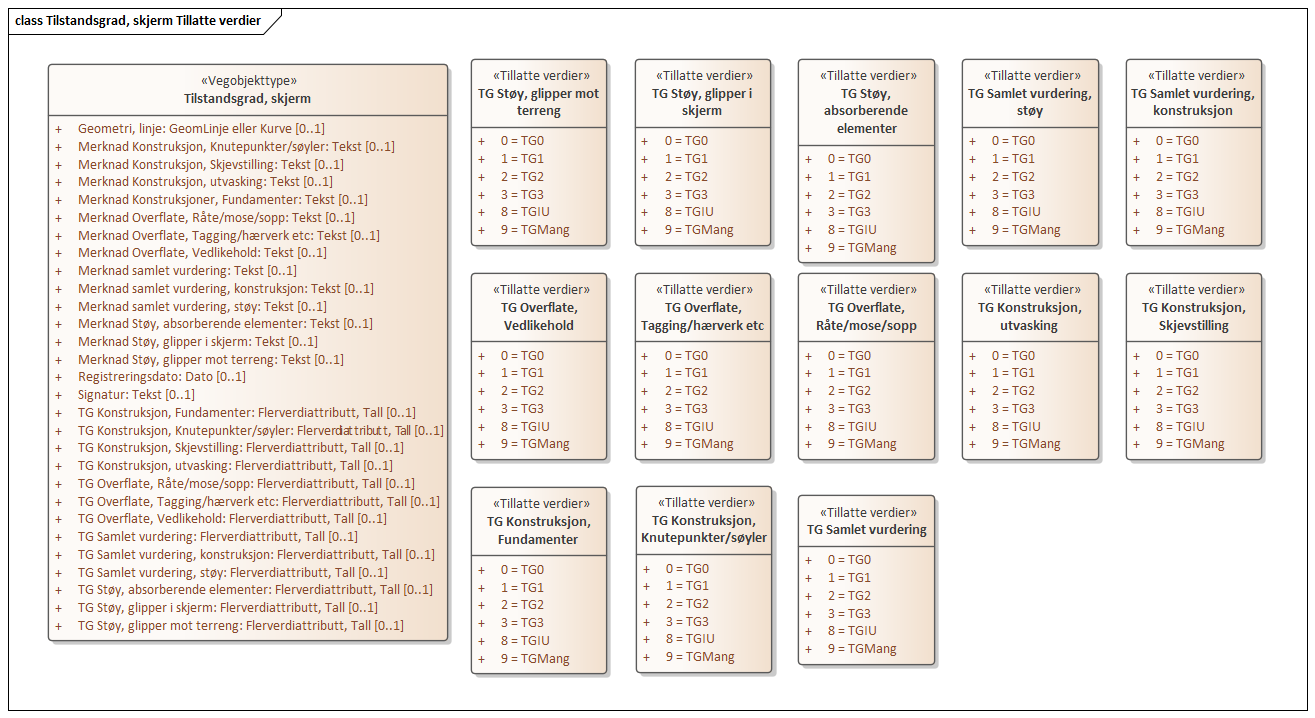 class Tilstandsgrad, skjerm Tillatte verdier
«Vegobjekttype»
Tilstandsgrad, skjerm
+ Geometri, linje: GeomLinje eller Kurve [0..1]
+ Merknad Konstruksjon, Knutepunkter/søyler: Tekst [0..1]
+ Merknad Konstruksjon, Skjevstilling: Tekst [0..1]
+ Merknad Konstruksjon, utvasking: Tekst [0..1]
+ Merknad Konstruksjoner, Fundamenter: Tekst [0..1]
+ Merknad Overflate, Råte/mose/sopp: Tekst [0..1]
+ Merknad Overflate, Tagging/hærverk etc: Tekst [0..1]
+ Merknad Overflate, Vedlikehold: Tekst [0..1]
+ Merknad samlet vurdering: Tekst [0..1]
+ Merknad samlet vurdering, konstruksjon: Tekst [0..1]
+ Merknad samlet vurdering, støy: Tekst [0..1]
+ Merknad Støy, absorberende elementer: Tekst [0..1]
+ Merknad Støy, glipper i skjerm: Tekst [0..1]
+ Merknad Støy, glipper mot terreng: Tekst [0..1]
+ Registreringsdato: Dato [0..1]
+ Signatur: Tekst [0..1]
+ TG Konstruksjon, Fundamenter: Flerverdiattributt, Tall [0..1]
+ TG Konstruksjon, Knutepunkter/søyler: Flerverdiattributt, Tall [0..1]
+ TG Konstruksjon, Skjevstilling: Flerverdiattributt, Tall [0..1]
+ TG Konstruksjon, utvasking: Flerverdiattributt, Tall [0..1]
+ TG Overflate, Råte/mose/sopp: Flerverdiattributt, Tall [0..1]
+ TG Overflate, Tagging/hærverk etc: Flerverdiattributt, Tall [0..1]
+ TG Overflate, Vedlikehold: Flerverdiattributt, Tall [0..1]
+ TG Samlet vurdering: Flerverdiattributt, Tall [0..1]
+ TG Samlet vurdering, konstruksjon: Flerverdiattributt, Tall [0..1]
+ TG Samlet vurdering, støy: Flerverdiattributt, Tall [0..1]
+ TG Støy, absorberende elementer: Flerverdiattributt, Tall [0..1]
+ TG Støy, glipper i skjerm: Flerverdiattributt, Tall [0..1]
+ TG Støy, glipper mot terreng: Flerverdiattributt, Tall [0..1]
«Tillatte verdier»
TG Støy, glipper mot
terreng
+ 0 = TG0
+ 1 = TG1
+ 2 = TG2
+ 3 = TG3
+ 8 = TGIU
+ 9 = TGMang
«Tillatte verdier»
TG Støy, glipper i
skjerm
+ 0 = TG0
+ 1 = TG1
+ 2 = TG2
+ 3 = TG3
+ 8 = TGIU
+ 9 = TGMang
«Tillatte verdier»
TG Støy,
absorberende
elementer
+ 0 = TG0
+ 1 = TG1
+ 2 = TG2
+ 3 = TG3
+ 8 = TGIU
+ 9 = TGMang
«Tillatte verdier»
TG Samlet vurdering,
støy
+ 0 = TG0
+ 1 = TG1
+ 2 = TG2
+ 3 = TG3
+ 8 = TGIU
+ 9 = TGMang
«Tillatte verdier»
TG Samlet vurdering,
konstruksjon
+ 0 = TG0
+ 1 = TG1
+ 2 = TG2
+ 3 = TG3
+ 8 = TGIU
+ 9 = TGMang
«Tillatte verdier»
TG Overflate,
Vedlikehold
+ 0 = TG0
+ 1 = TG1
+ 2 = TG2
+ 3 = TG3
+ 8 = TGIU
+ 9 = TGMang
«Tillatte verdier»
TG Overflate,
Tagging/hærverk etc
+ 0 = TG0
+ 1 = TG1
+ 2 = TG2
+ 3 = TG3
+ 8 = TGIU
+ 9 = TGMang
«Tillatte verdier»
TG Overflate,
Råte/mose/sopp
+ 0 = TG0
+ 1 = TG1
+ 2 = TG2
+ 3 = TG3
+ 8 = TGIU
+ 9 = TGMang
«Tillatte verdier»
TG Konstruksjon,
utvasking
+ 0 = TG0
+ 1 = TG1
+ 2 = TG2
+ 3 = TG3
+ 8 = TGIU
+ 9 = TGMang
«Tillatte verdier»
TG Konstruksjon,
Skjevstilling
+ 0 = TG0
+ 1 = TG1
+ 2 = TG2
+ 3 = TG3
+ 8 = TGIU
+ 9 = TGMang
«Tillatte verdier»
TG Konstruksjon,
Fundamenter
+ 0 = TG0
+ 1 = TG1
+ 2 = TG2
+ 3 = TG3
+ 8 = TGIU
+ 9 = TGMang
«Tillatte verdier»
TG Konstruksjon,
Knutepunkter/søyler
+ 0 = TG0
+ 1 = TG1
+ 2 = TG2
+ 3 = TG3
+ 8 = TGIU
+ 9 = TGMang
«Tillatte verdier»
TG Samlet vurdering
+ 0 = TG0
+ 1 = TG1
+ 2 = TG2
+ 3 = TG3
+ 8 = TGIU
+ 9 = TGMang